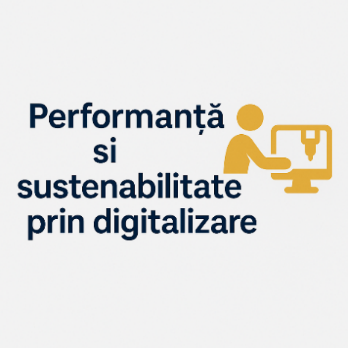 Performanță
si
sustenabilitate
prin digitalizare